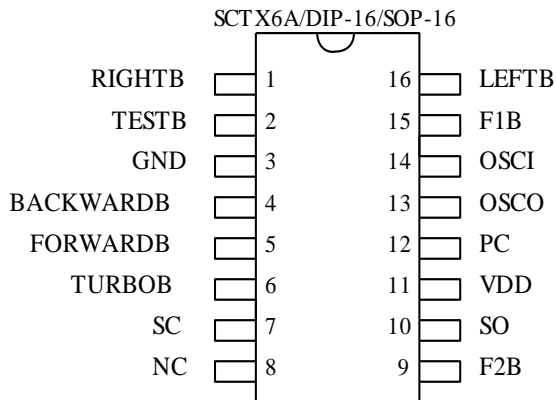 SCTX6A/DIP-16/SOP-16
RIGHTB 1 16 LEFTB
TESTB 2 15 F1B
GND 3 14 OSCI
BACKWARDB 4 13 OSCO
FORWARDB 5 12 PC
TURBOB 6 11 VDD
SC 7 10 SO
NC 8 9 F2B